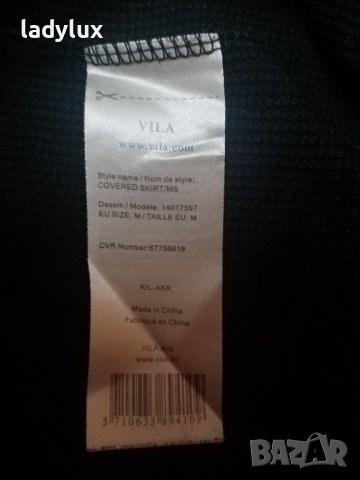 ladylux
VILA
www.vila.com
Style name / Nom de style:
COVERED SKIRT/MS
Dessin / Modèle: 14017597
EU SIZE: M / TAILLE EU: M
CVR Number:67756819
KIL-AKK
Made in China
Fabriqué en Chine
VILA A/S
www.vila.dk
5 710633 894109
BAZAR
bg